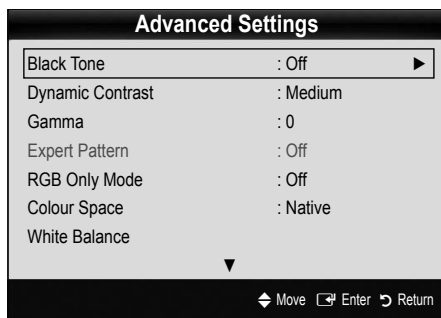 Advanced Settings
Black Tone : Off ►
Dynamic Contrast : Medium
Gamma : 0
Expert Pattern : Off
RGB Only Mode : Off
Colour Space : Native
White Balance
▼
Move Enter Return